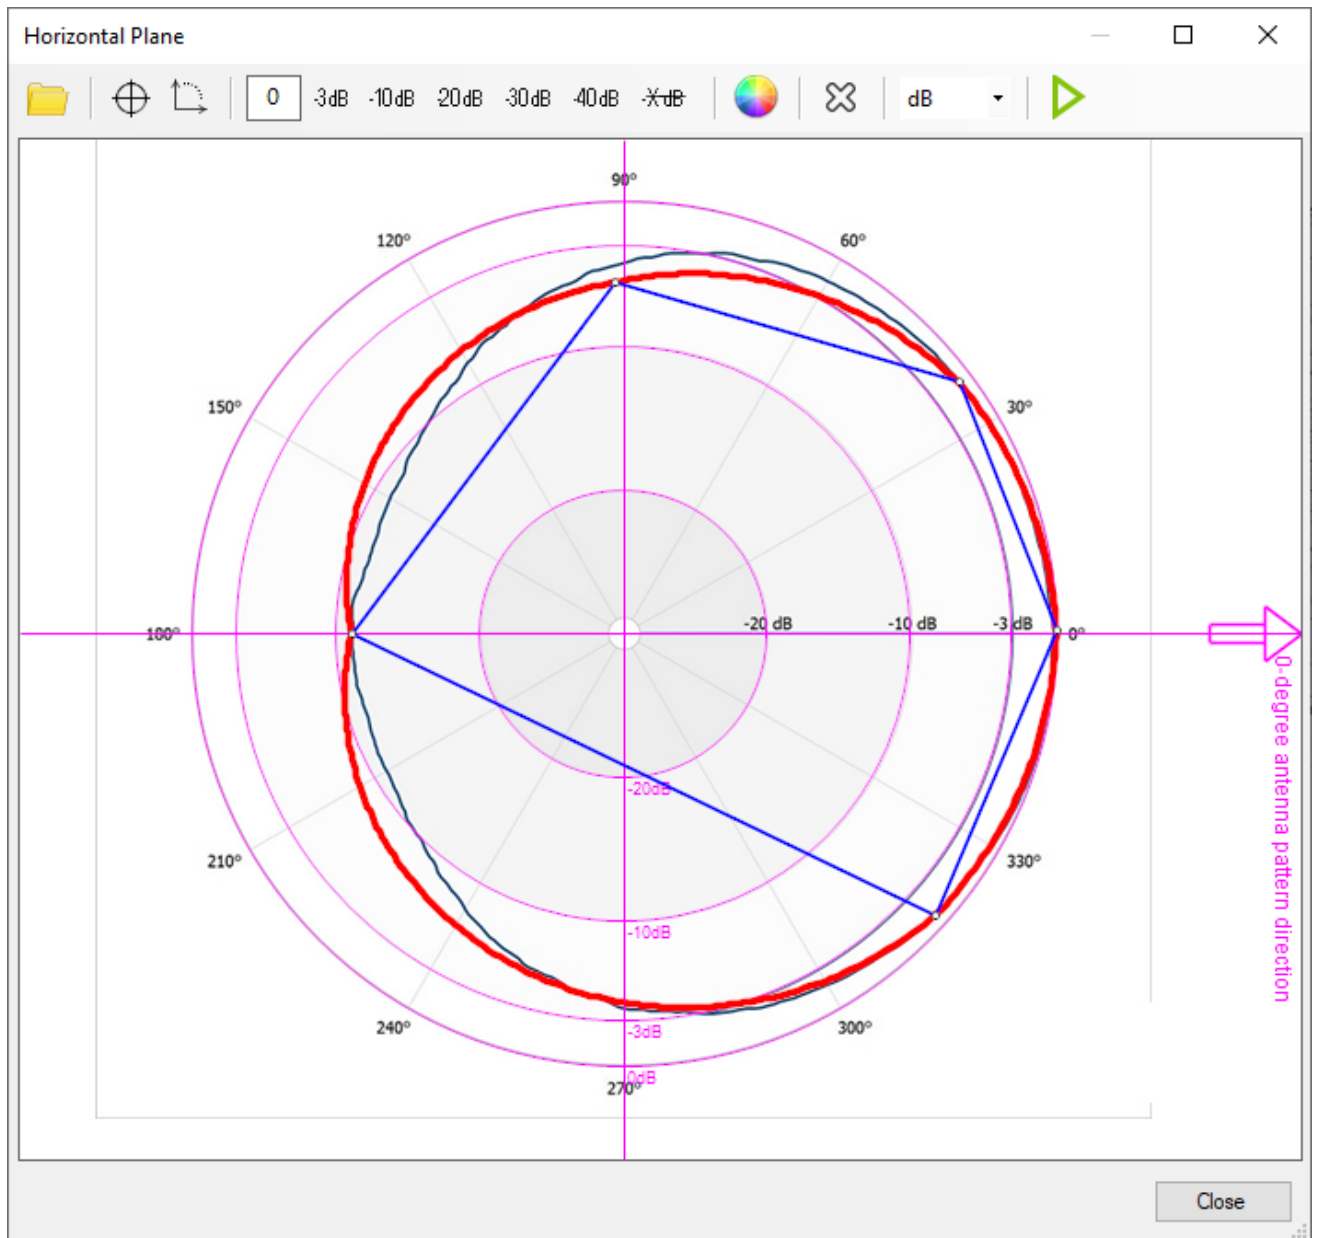 Horizontal Plane
0 -3dB -10dB -20dB -30dB -40dB -XdB dB
90°
120° 60°
150° 30°
-20 dB -10 dB -3 dB
180° 0°
0-degree antenna pattern direction
-20dB
210° 330°
-10dB
240° 300°
-3dB
0dB
270°
Close